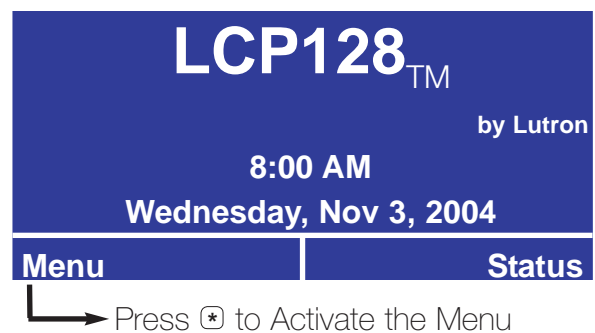 LCP128™
by Lutron
8:00 AM
Wednesday, Nov 3, 2004
Menu Status
Press * to Activate the Menu